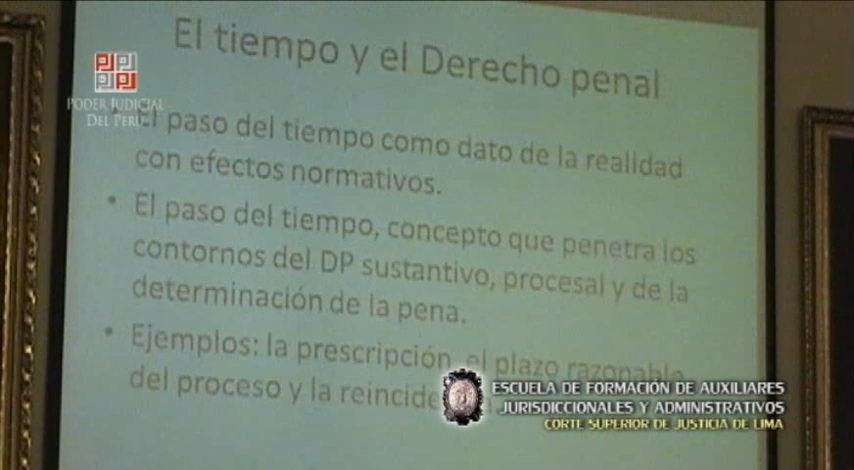 El tiempo y el Derecho penal
PODER JUDICIAL
DEL PERÚ
El paso del tiempo como dato de la realidad
con efectos normativos.
• El paso del tiempo, concepto que penetra los
contornos del DP sustantivo, procesal y de la
determinación de la pena.
• Ejemplos: la prescripción, el plazo razonable
del proceso y la
ESCUELA DE FORMACIÓN DE AUXILIARES
JURISDICCIONALES Y ADMINISTRATIVOS
CORTE SUPERIOR DE JUSTICIA DE LIMA